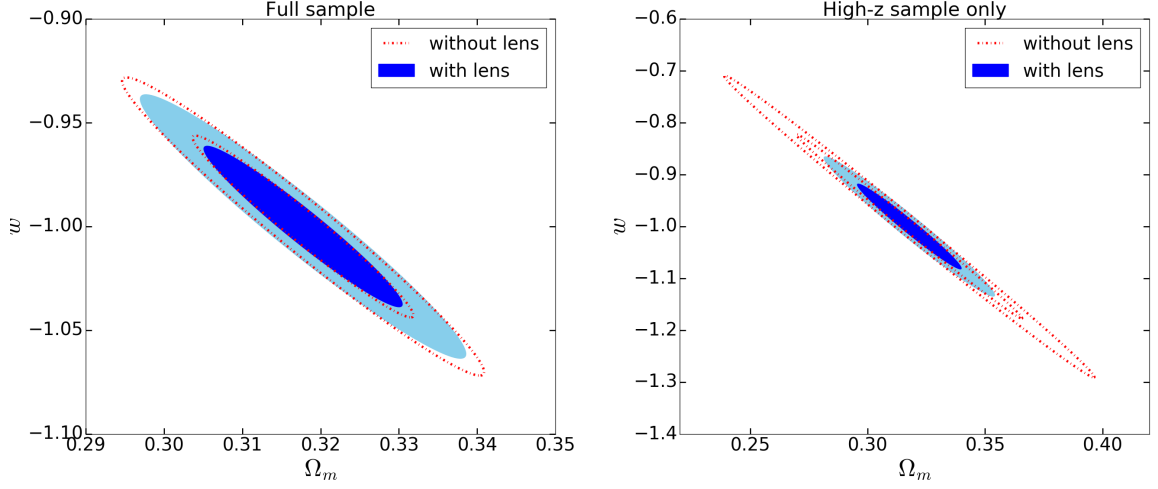 Full sample
−0.90
−0.95
−1.00
−1.05
−1.10
w
0.29 0.30 0.31 0.32 0.33 0.34 0.35
Ωm
without lens
with lens
High-z sample only
−0.6
−0.7
−0.8
−0.9
−1.0
−1.1
−1.2
−1.3
−1.4
w
0.25 0.30 0.35 0.40
Ωm
without lens
with lens